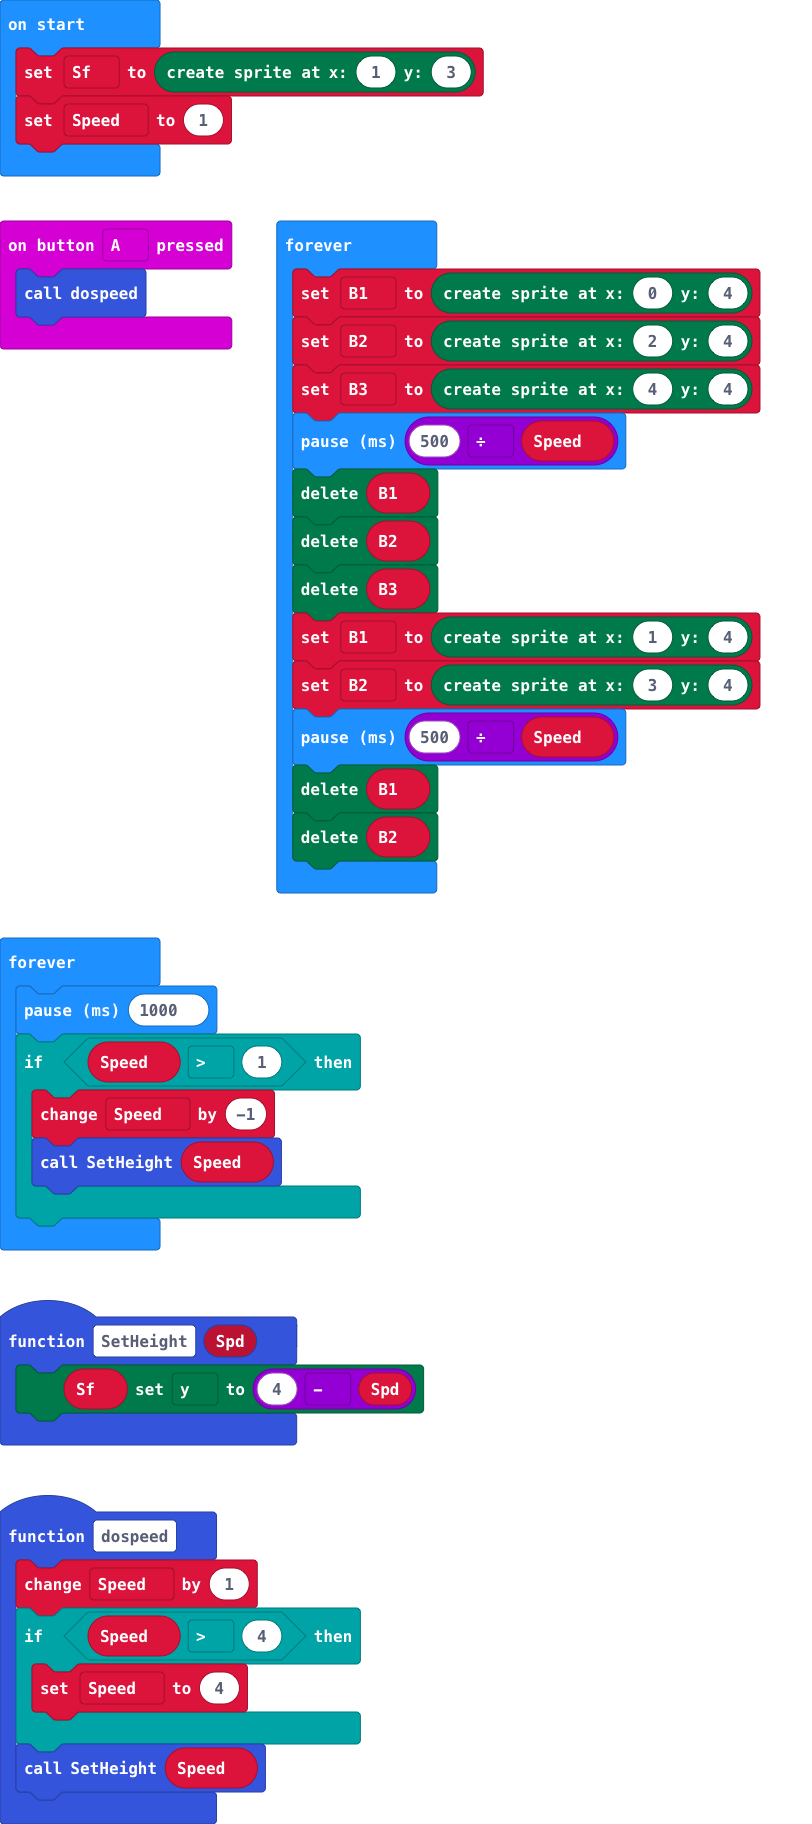 on start
set Sf to create sprite at x: 1 y: 3
set Speed to 1
on button A pressed
call dospeed
forever
set B1 to create sprite at x: 0 y: 4
set B2 to create sprite at x: 2 y: 4
set B3 to create sprite at x: 4 y: 4
pause (ms) 500 ÷ Speed
delete B1
delete B2
delete B3
set B1 to create sprite at x: 1 y: 4
set B2 to create sprite at x: 3 y: 4
pause (ms) 500 ÷ Speed
delete B1
delete B2
forever
pause (ms) 1000
if Speed > 1 then
change Speed by −1
call SetHeight Speed
function SetHeight Spd
Sf set y to 4 − Spd
function dospeed
change Speed by 1
if Speed > 4 then
set Speed to 4
call SetHeight Speed